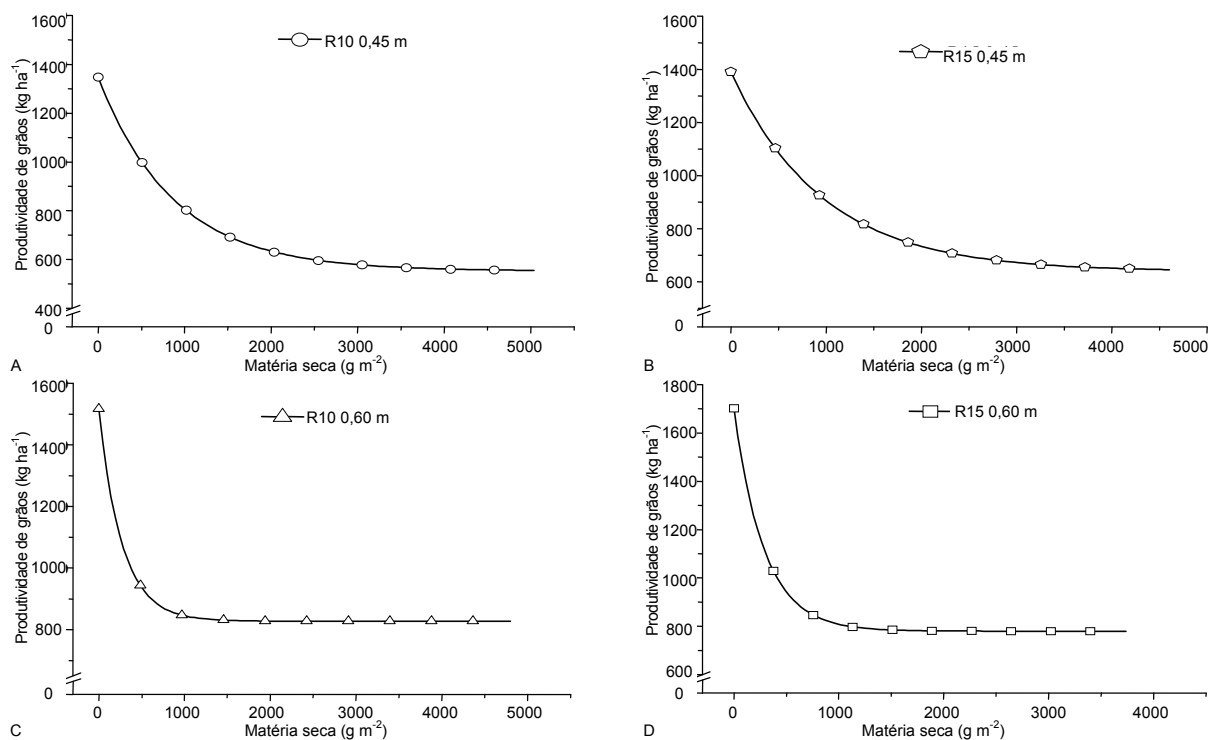 1600
1400
1200
1000
800
600
400
0
Produtividade de grãos (kg ha⁻¹)
R10 0,45 m
0 1000 2000 3000 4000 5000
Matéria seca (g m⁻²)
A
1600
1400
1200
1000
800
600
0
Produtividade de grãos (kg ha⁻¹)
R15 0,45 m
0 1000 2000 3000 4000 5000
Matéria seca (g m⁻²)
B
1600
1400
1200
1000
800
0
Produtividade de grãos (kg ha⁻¹)
R10 0,60 m
0 1000 2000 3000 4000 5000
Matéria seca (g m⁻²)
C
1800
1600
1400
1200
1000
800
600
0
Produtividade de grãos (kg ha⁻¹)
R15 0,60 m
0 1000 2000 3000 4000
Matéria seca (g m⁻²)
D